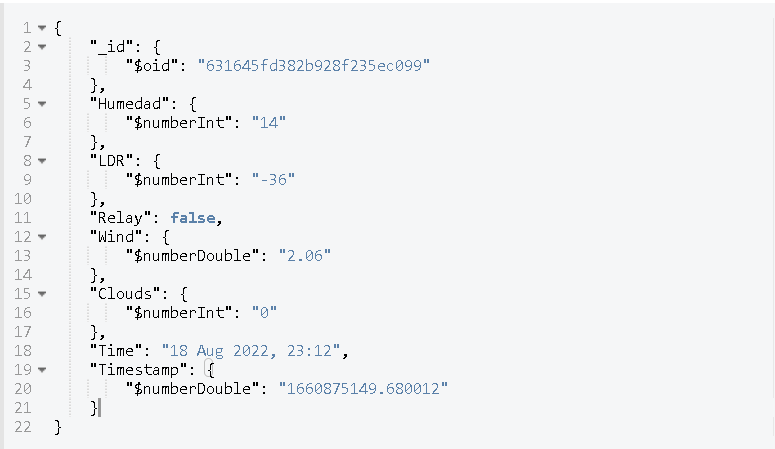 1 {
2 "_id": {
3 "$oid": "631645fd382b928f235ec099"
4 },
5 "Humedad": {
6 "$numberInt": "14"
7 },
8 "LDR": {
9 "$numberInt": "-36"
10 },
11 "Relay": false,
12 "Wind": {
13 "$numberDouble": "2.06"
14 },
15 "Clouds": {
16 "$numberInt": "0"
17 },
18 "Time": "18 Aug 2022, 23:12",
19 "Timestamp": {
20 "$numberDouble": "1660875149.680012"
21 }
22 }